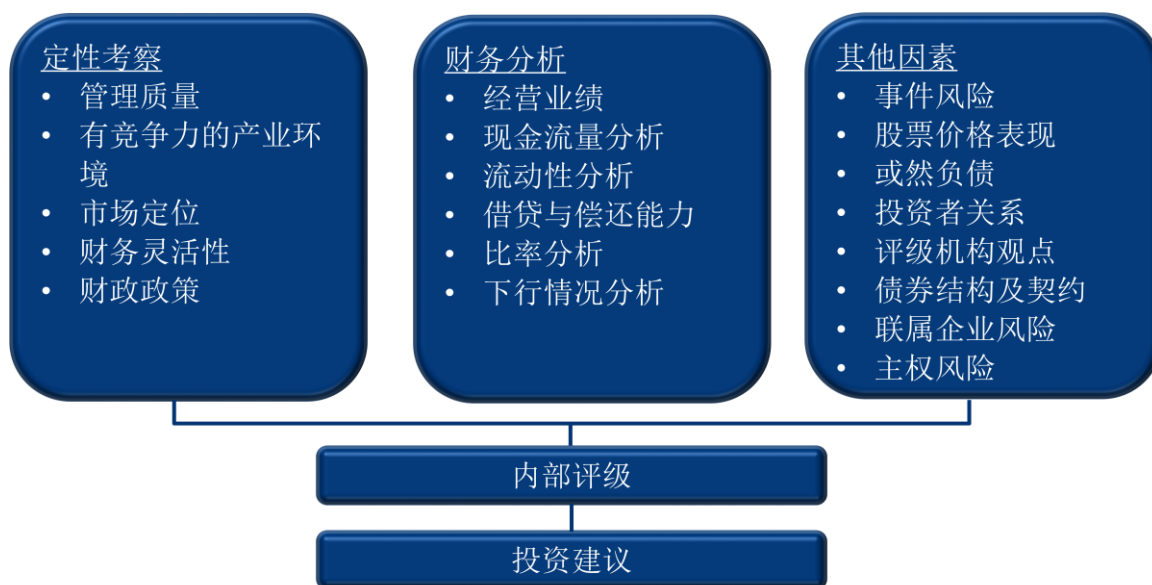 定性考察
• 管理质量
• 有竞争力的产业环
境
• 市场定位
• 财务灵活性
• 财政政策
财务分析
• 经营业绩
• 现金流量分析
• 流动性分析
• 借贷与偿还能力
• 比率分析
• 下行情况分析
其他因素
• 事件风险
• 股票价格表现
• 或然负债
• 投资者关系
• 评级机构观点
• 债券结构及契约
• 联属企业风险
• 主权风险
内部评级
投资建议